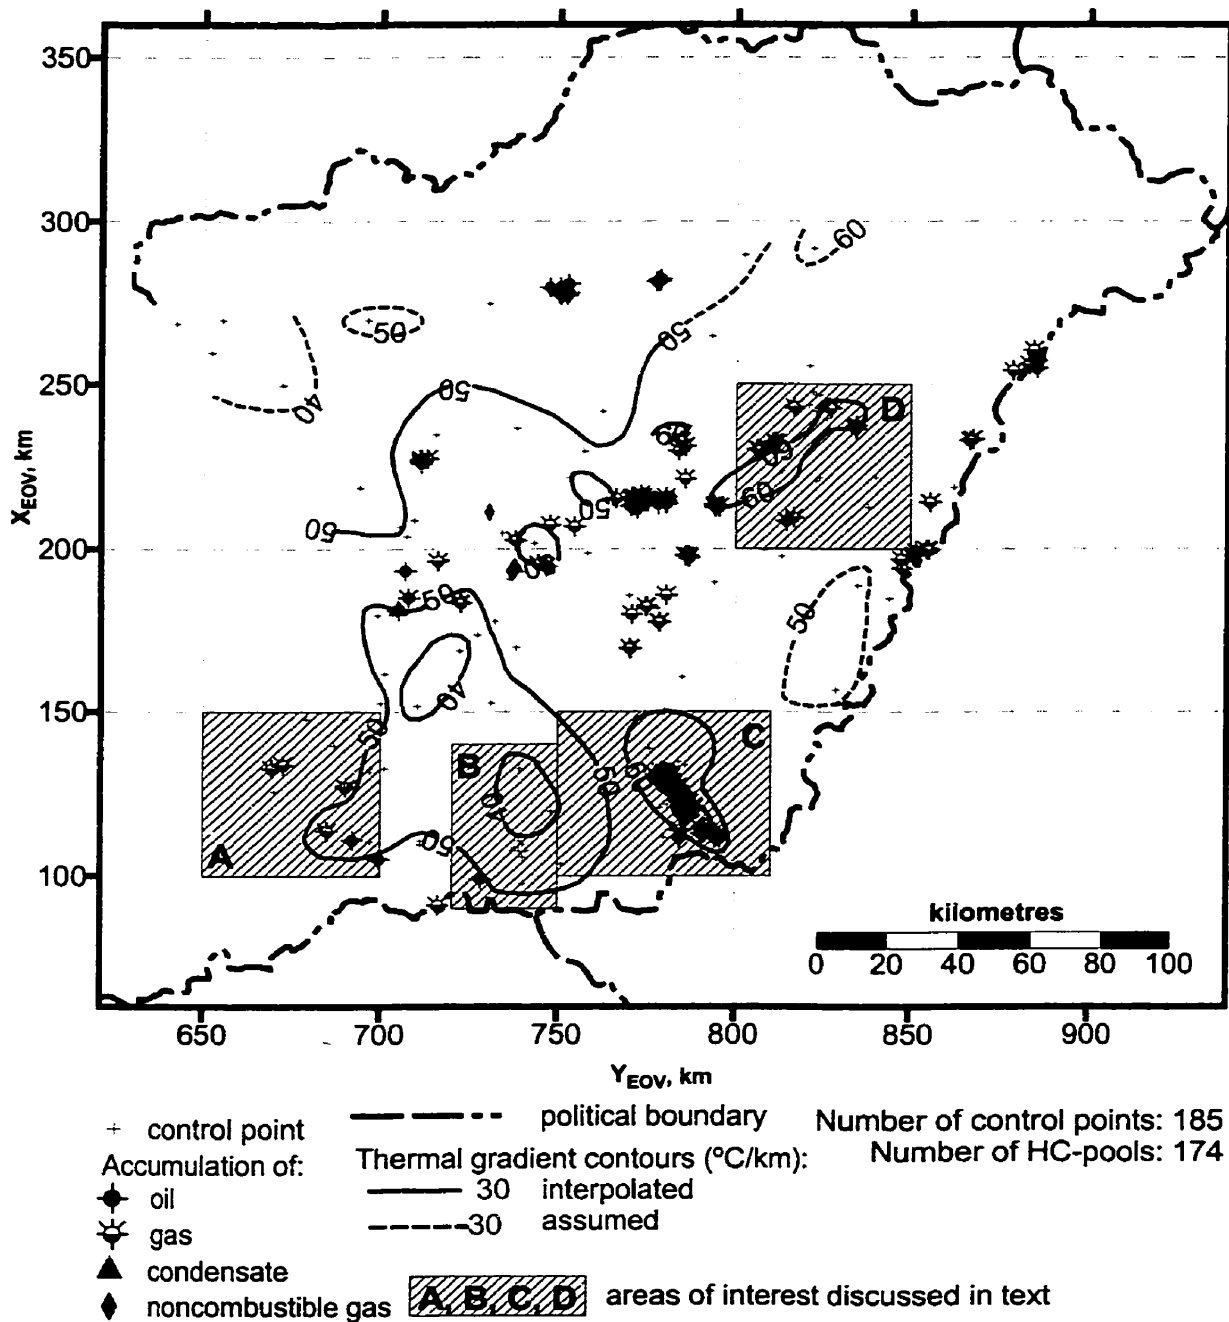 350
300
250
200
150
100
X_EOV, km
60
50
50
40
50
50
60
D
60
60
50
50
50
50
40
50
50
A
B
40
50
60
C
50
kilometres
0 20 40 60 80 100
650 700 750 800 850 900
Y_EOV, km
control point
political boundary
Number of control points: 185
Number of HC-pools: 174
Accumulation of:
oil
gas
condensate
noncombustible gas
Thermal gradient contours (°C/km):
30 interpolated
30 assumed
A, B, C, D areas of interest discussed in text